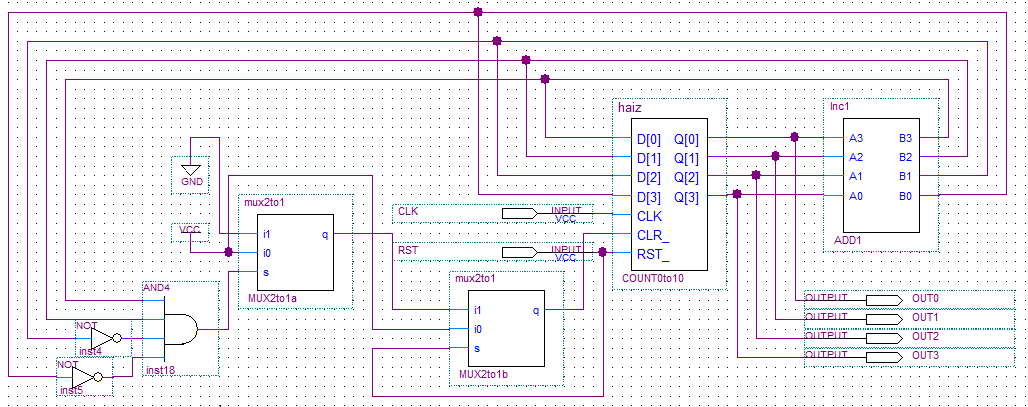 haiz
Inc1
D[0] Q[0]
D[1] Q[1]
D[2] Q[2]
D[3] Q[3]
CLK
CLR_
RST_
COUNT0to10
A3 B3
A2 B2
A1 B1
A0 B0
ADD1
GND
VCC
mux2to1
i1 q
i0
s
MUX2to1a
CLK INPUT
VCC
RST INPUT
VCC
mux2to1
i1 q
i0
s
MUX2to1b
AND4
inst18
NOT
inst4
NOT
inst5
OUTPUT OUT0
OUTPUT OUT1
OUTPUT OUT2
OUTPUT OUT3